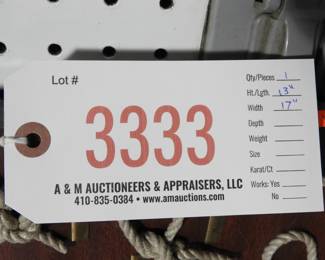 Lot #
3333
A & M AUCTIONEERS & APPRAISERS, LLC
410-835-0384 • www.amauctions.com
Qty/Pieces 1
Ht./Lgth. 13"
Width 17"
Depth
Weight
Size
Karat/Ct
Works: Yes
No